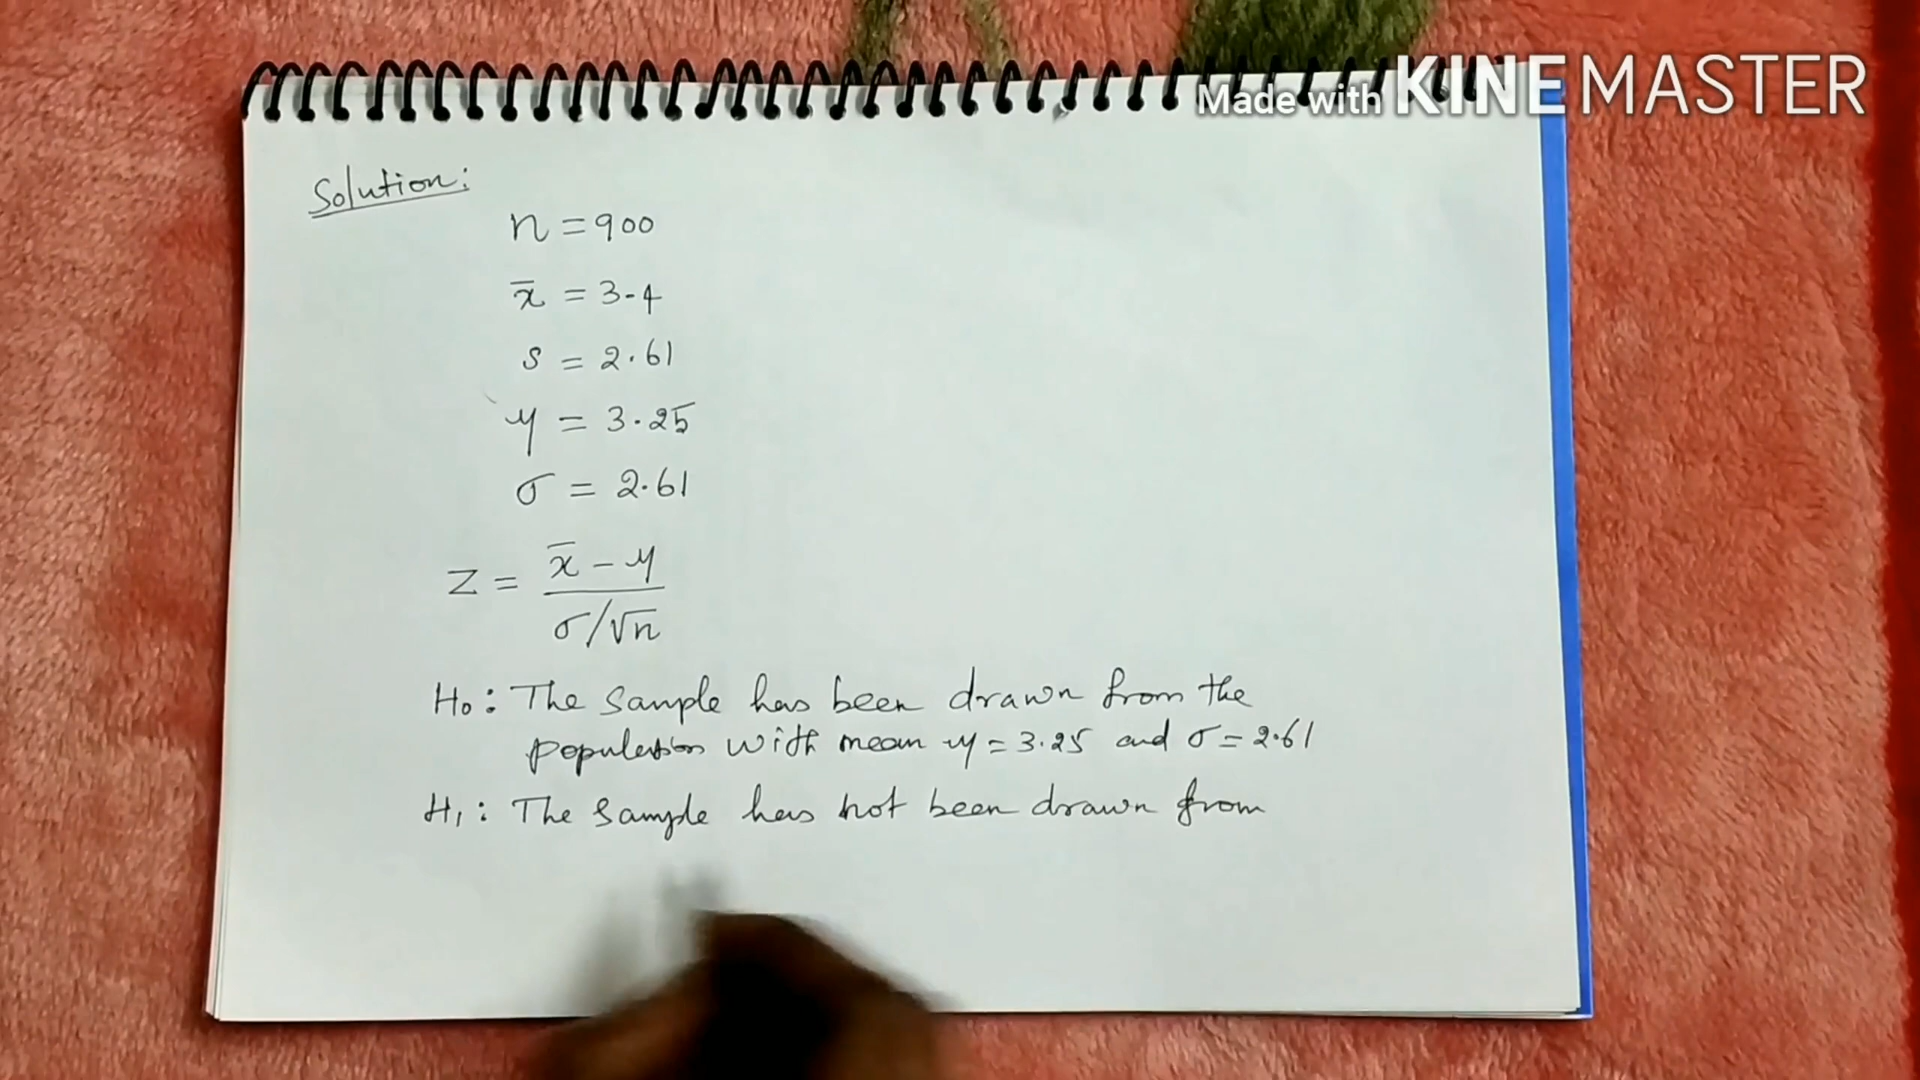 Made with KINEMASTER
Solution:
n = 900
x̄ = 3.4
s = 2.61
μ = 3.25
σ = 2.61
Z = x̄ - μ / σ/√n
H₀: The sample has been drawn from the
population with mean μ = 3.25 and σ = 2.61
H₁: The sample has not been drawn from